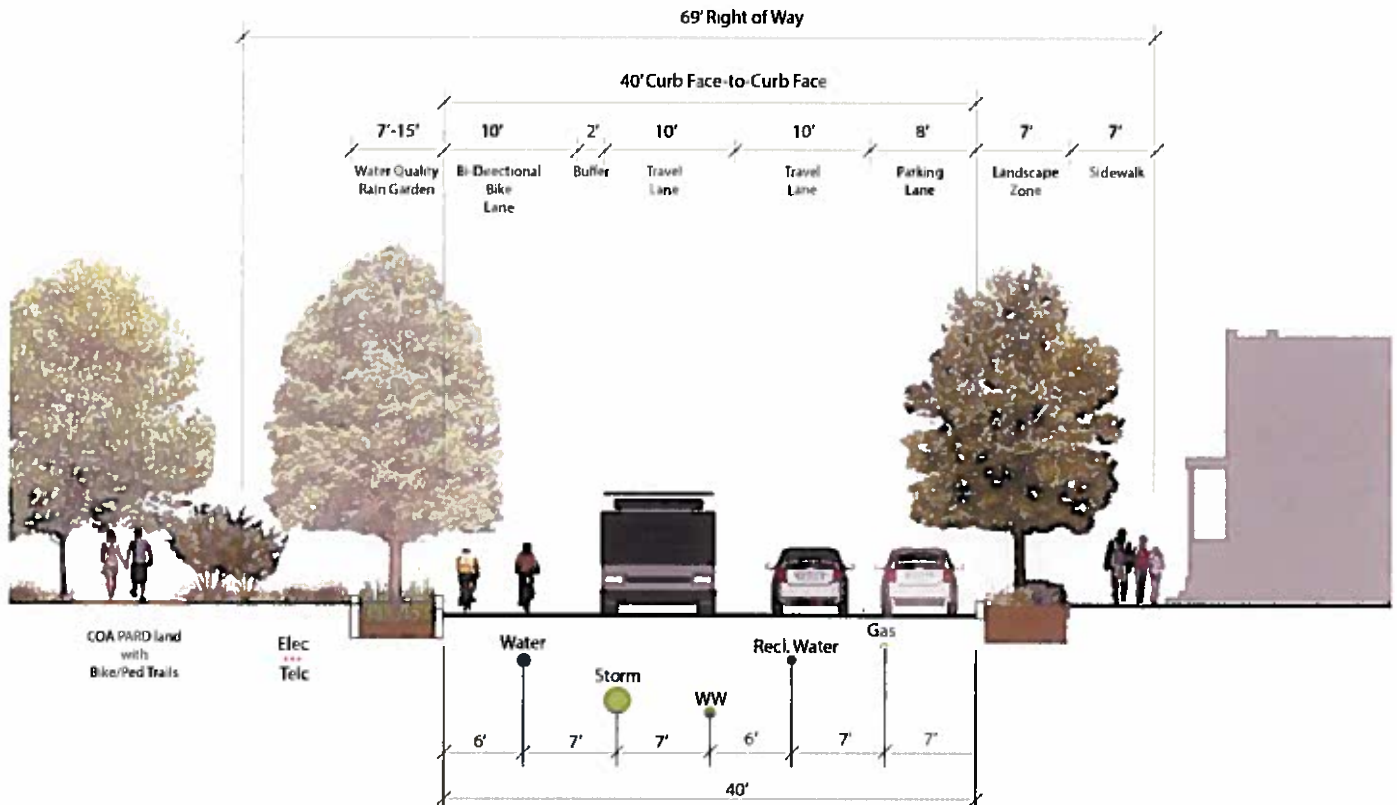 69' Right of Way
40' Curb Face-to-Curb Face
7'-15' 10' 2' 10' 10' 8' 7' 7'
Water Quality
Rain Garden
Bi-Directional
Bike
Lane
Buffer
Travel
Lane
Travel
Lane
Parking
Lane
Landscape
Zone
Sidewalk
COA PARD land
with
Bike/Ped Trails
Elec
Telc
Water
Storm
WW
Recl. Water
Gas
6' 7' 7' 6' 7' 7'
40'